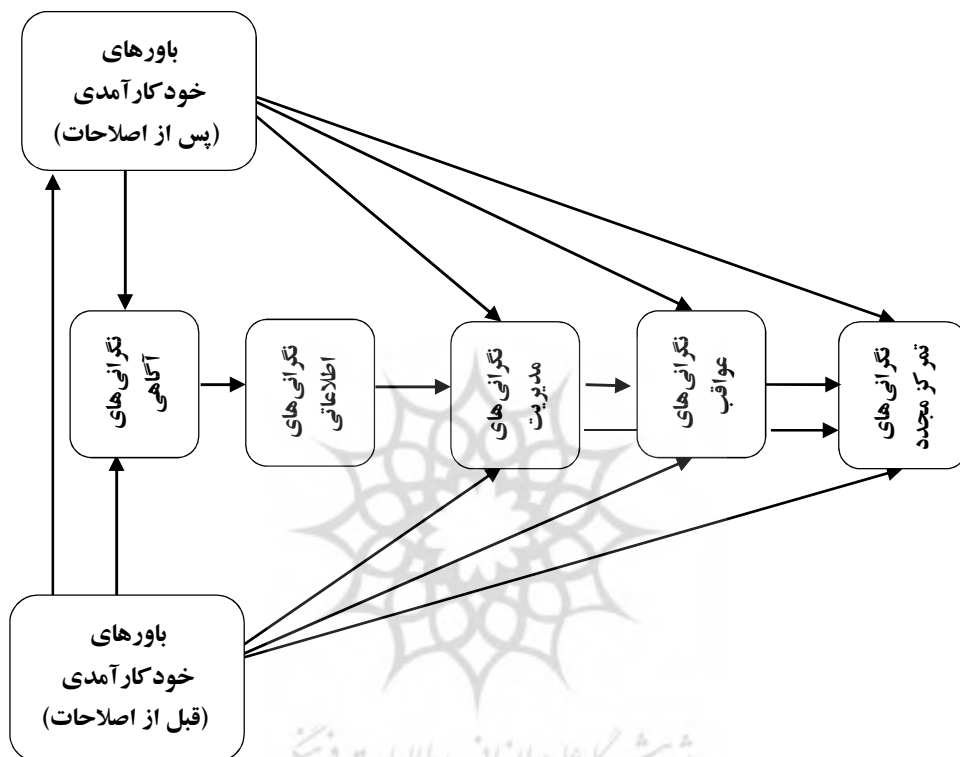 باورهای
خودکارآمدی
(پس از اصلاحات)
نگرانی‌های
آگاهی
نگرانی‌های
اطلاعاتی
نگرانی‌های
مدیریت
نگرانی‌های
عواقب
نگرانی‌های
تمرکز مجدد
باورهای
خودکارآمدی
(قبل از اصلاحات)